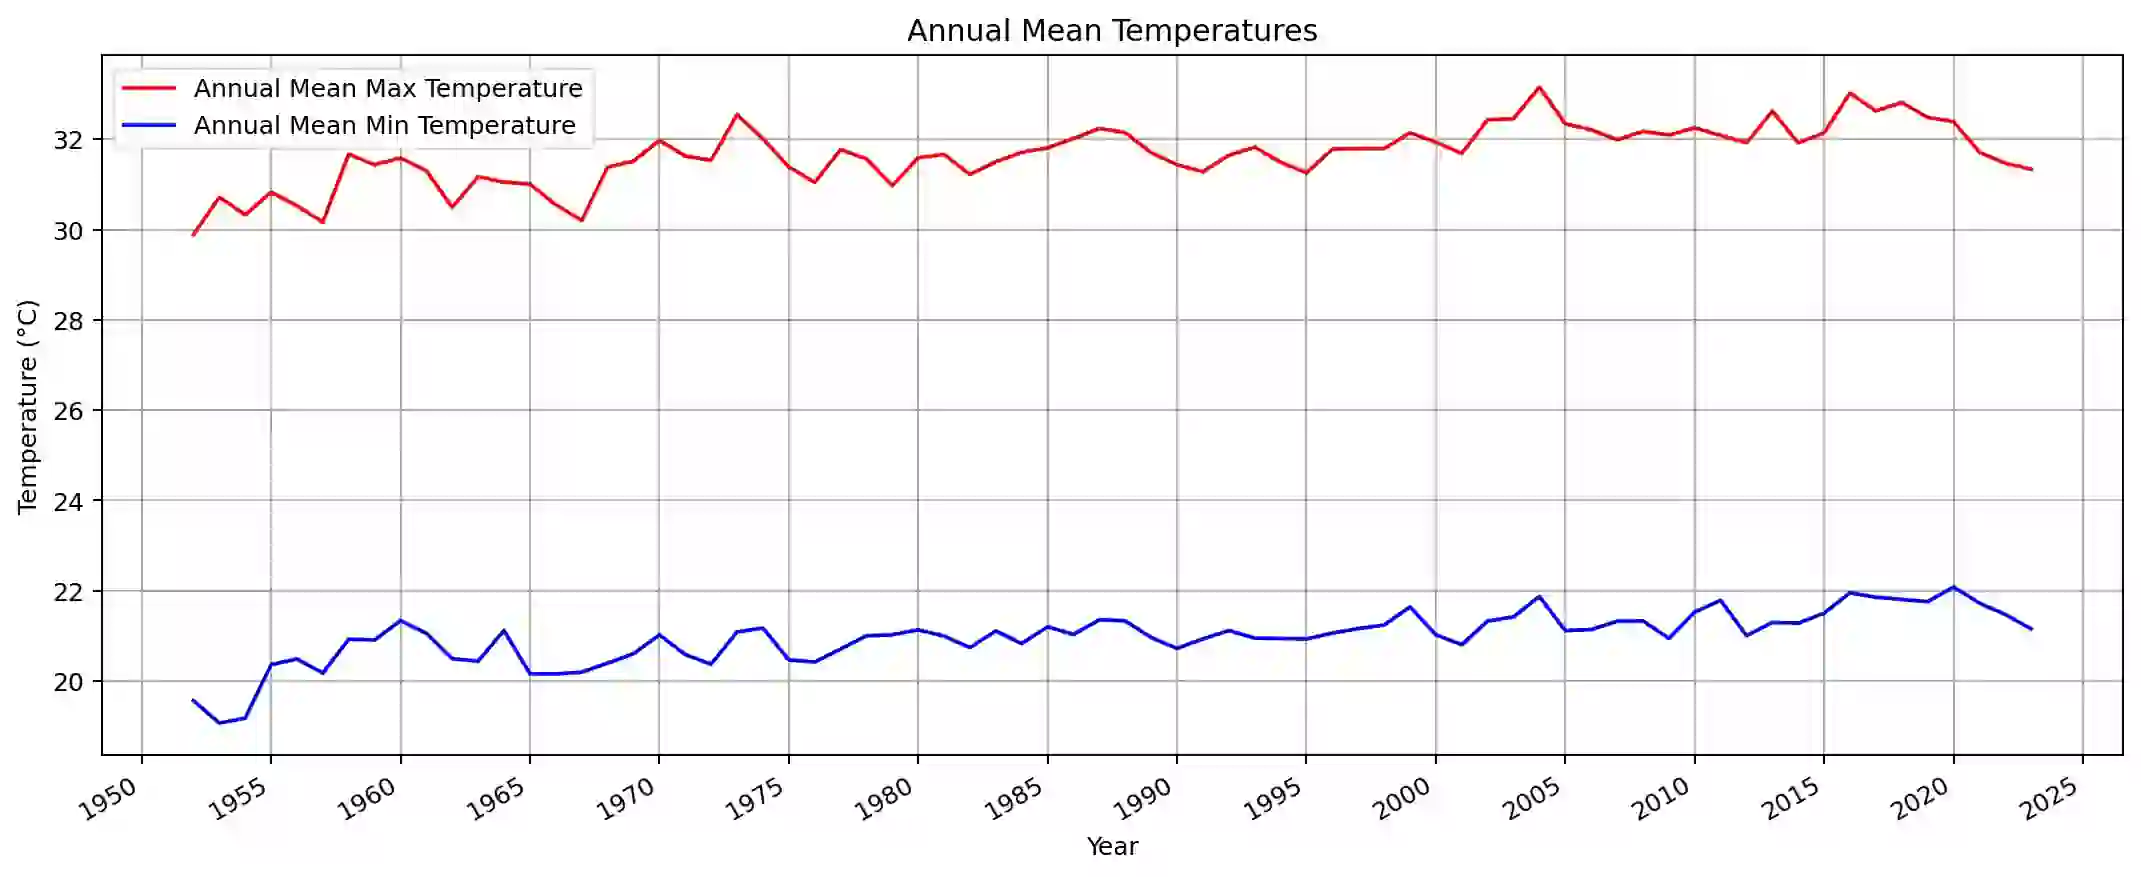 Annual Mean Temperatures
Annual Mean Max Temperature
Annual Mean Min Temperature
Temperature (°C)
32
30
28
26
24
22
20
1950 1955 1960 1965 1970 1975 1980 1985 1990 1995 2000 2005 2010 2015 2020 2025
Year